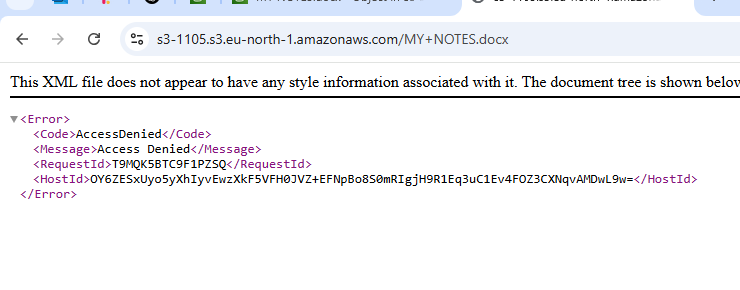 s3-1105.s3.eu-north-1.amazonaws.com/MY+NOTES.docx
This XML file does not appear to have any style information associated with it. The document tree is shown below
<Error>
<Code>AccessDenied</Code>
<Message>Access Denied</Message>
<RequestId>T9MQK5BTC9F1PZSQ</RequestId>
<HostId>OY6ZESxUyo5yXhIyvEwzXkF5VFH0JVZ+EFNpBo8S0mRIgjH9R1Eq3uC1Ev4FOZ3CXNqvAMDwL9w=</HostId>
</Error>